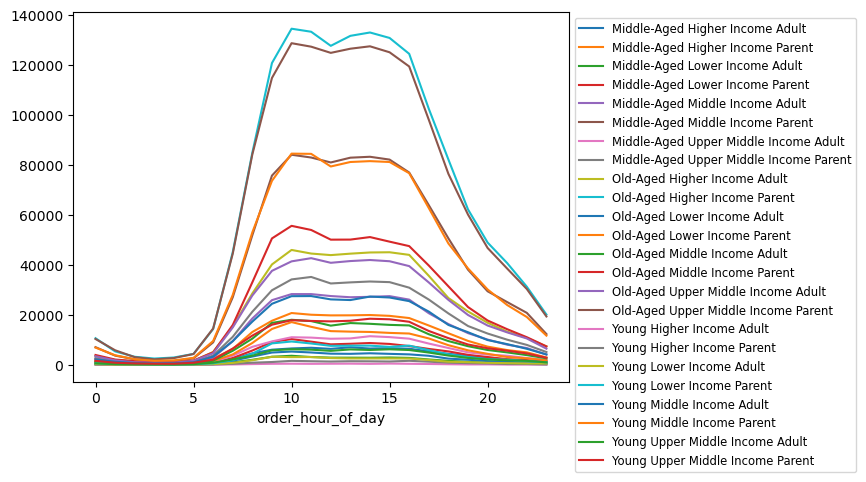 140000
120000
100000
80000
60000
40000
20000
0
0 5 10 15 20
order_hour_of_day
Middle-Aged Higher Income Adult
Middle-Aged Higher Income Parent
Middle-Aged Lower Income Adult
Middle-Aged Lower Income Parent
Middle-Aged Middle Income Adult
Middle-Aged Middle Income Parent
Middle-Aged Upper Middle Income Adult
Middle-Aged Upper Middle Income Parent
Old-Aged Higher Income Adult
Old-Aged Higher Income Parent
Old-Aged Lower Income Adult
Old-Aged Lower Income Parent
Old-Aged Middle Income Adult
Old-Aged Middle Income Parent
Old-Aged Upper Middle Income Adult
Old-Aged Upper Middle Income Parent
Young Higher Income Adult
Young Higher Income Parent
Young Lower Income Adult
Young Lower Income Parent
Young Middle Income Adult
Young Middle Income Parent
Young Upper Middle Income Adult
Young Upper Middle Income Parent